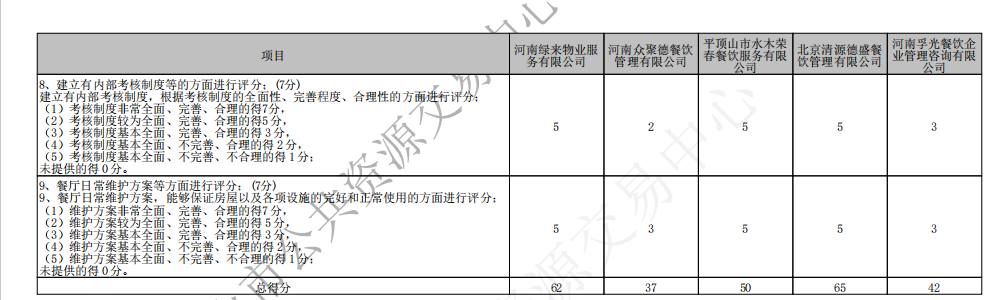 项目
河南绿来物业服务有限公司
河南众聚德餐饮管理有限公司
平顶山市水木荣春餐饮服务有限公司
北京清源德盛餐饮管理有限公司
河南孚光餐饮企业管理咨询有限公司
8、建立有内部考核制度等的方面进行评分；(7分)
建立有内部考核制度，根据考核制度的全面性、完善程度、合理性的方面进行评分；
（1）考核制度非常全面、完善、合理的得7分，
（2）考核制度较为全面、完善、合理的得5分，
（3）考核制度基本全面、完善、合理的得3分，
（4）考核制度基本全面、不完善、合理的得2分，
（5）考核制度基本全面、不完善、不合理的得1分；
未提供的得0分。
5 2 5 5 3
9、餐厅日常维护方案等方面进行评分；(7分)
9、餐厅日常维护方案，能够保证房屋以及各项设施的完好和正常使用的方面进行评分；
（1）维护方案非常全面、完善、合理的得7分，
（2）维护方案较为全面、完善、合理的得5分，
（3）维护方案基本全面、完善、合理的得3分，
（4）维护方案基本全面、不完善、合理的得2分，
（5）维护方案基本全面、不完善、不合理的得1分；
未提供的得0分。
5 3 5 5 3
总得分 62 37 50 65 42
市公共资源交易中心
源交易中心